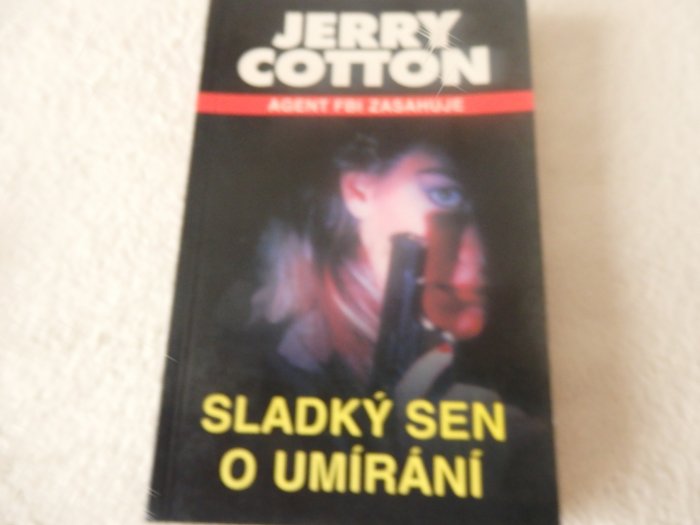 JERRY
COTTON
AGENT FBI ZASAHUJE
SLADKÝ SEN
O UMÍRÁNÍ